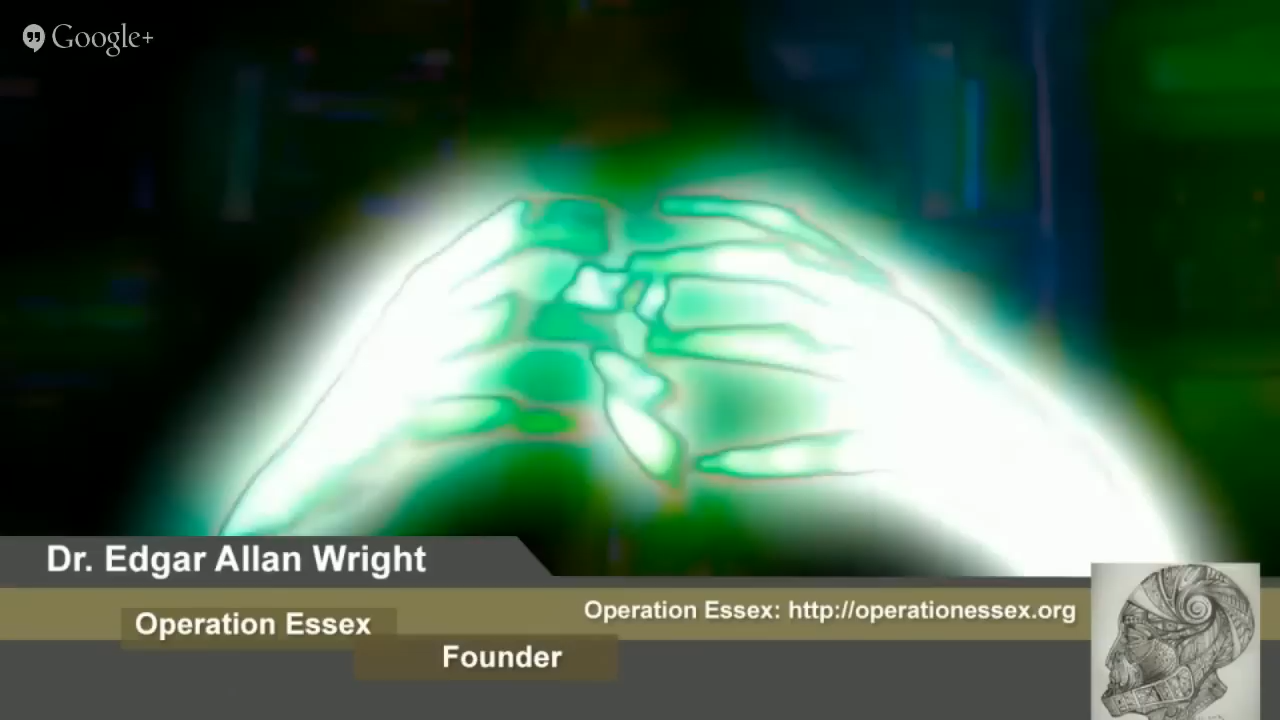 Google+
Dr. Edgar Allan Wright
Operation Essex: http://operationessex.org
Operation Essex
Founder